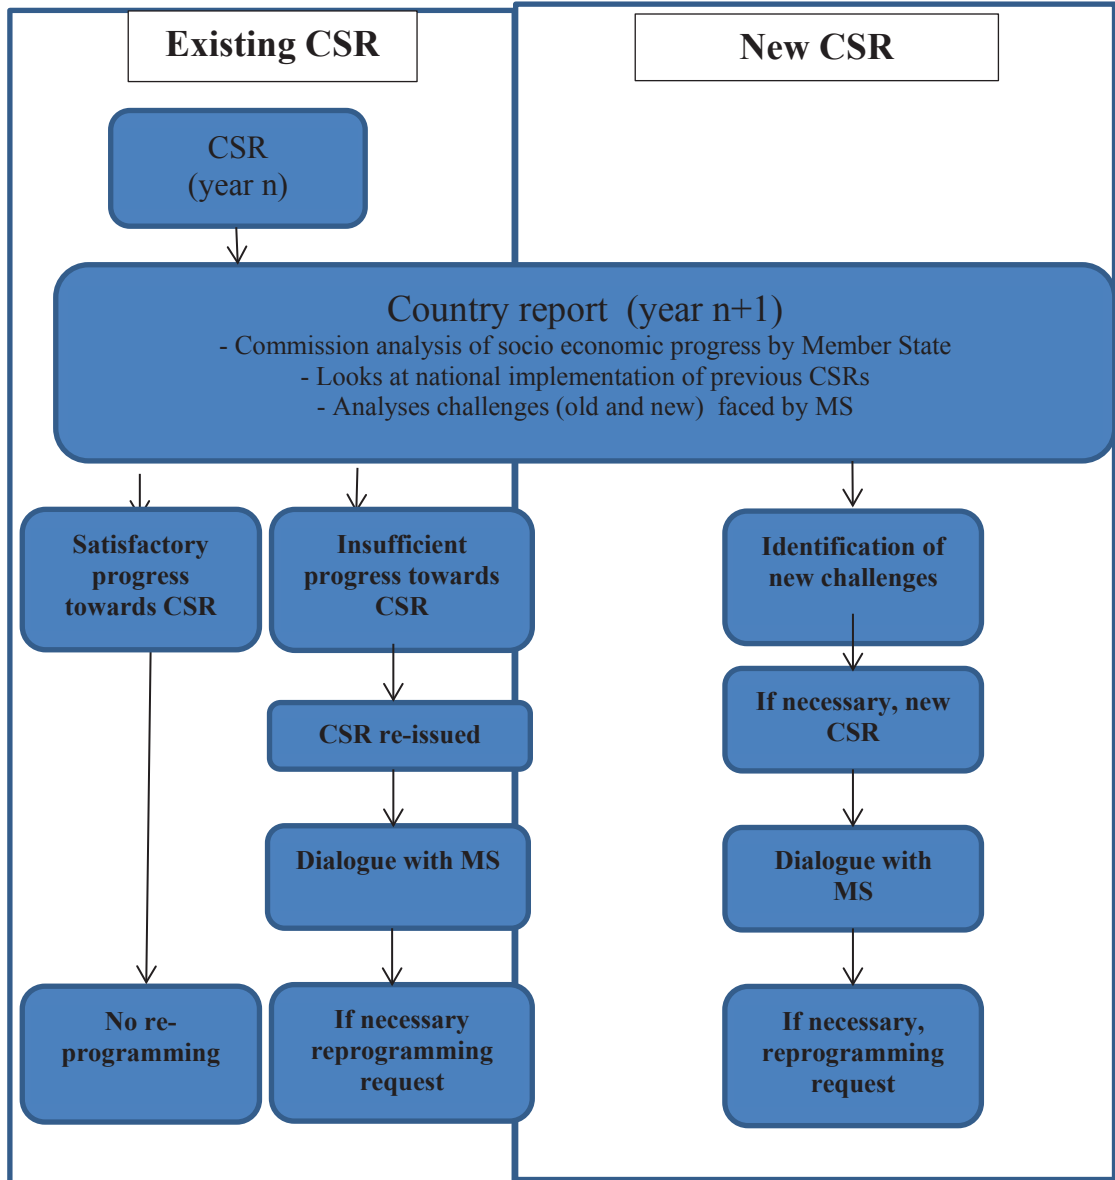 Existing CSR
New CSR
CSR
(year n)
Country report  (year n+1)
- Commission analysis of socio economic progress by Member State
- Looks at national implementation of previous CSRs
- Analyses challenges (old and new)  faced by MS
Satisfactory
progress
towards CSR
Insufficient
progress towards
CSR
Identification of
new challenges
CSR re-issued
If necessary, new
CSR
Dialogue with MS
Dialogue with
MS
No re-
programming
If necessary
reprogramming
request
If necessary,
reprogramming
request